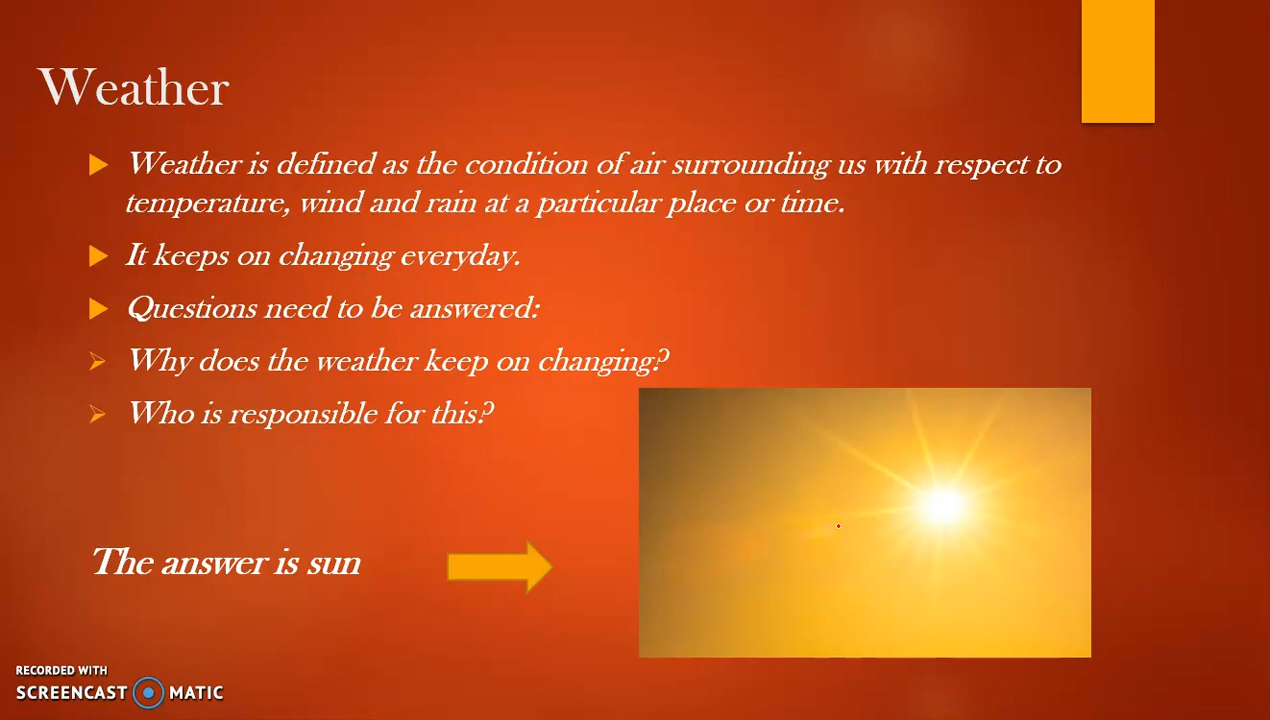 Weather
Weather is defined as the condition of air surrounding us with respect to
temperature, wind and rain at a particular place or time.
It keeps on changing everyday.
Questions need to be answered:
Why does the weather keep on changing?
Who is responsible for this?
The answer is sun
RECORDED WITH
SCREENCAST MATIC